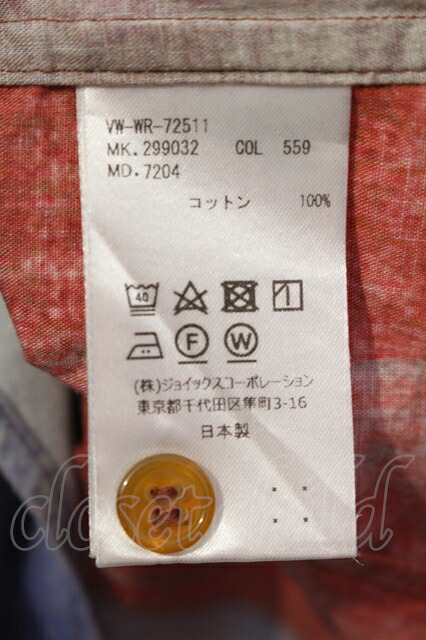 VW-WR-72511
MK.299032 COL 559
MD.7204
コットン 100%
40
F W
(株)ジョイックスコーポレーション
東京都千代田区隼町3-16
日本製
closet